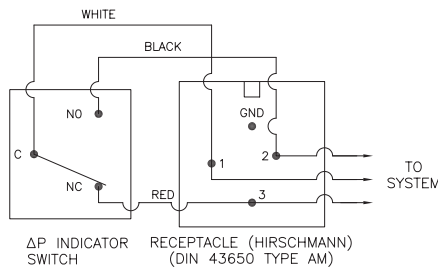 WHITE
BLACK
NO
GND
C
1
2
TO
SYSTEM
NC
RED
3
ΔP INDICATOR
SWITCH
RECEPTACLE (HIRSCHMANN)
(DIN 43650 TYPE AM)